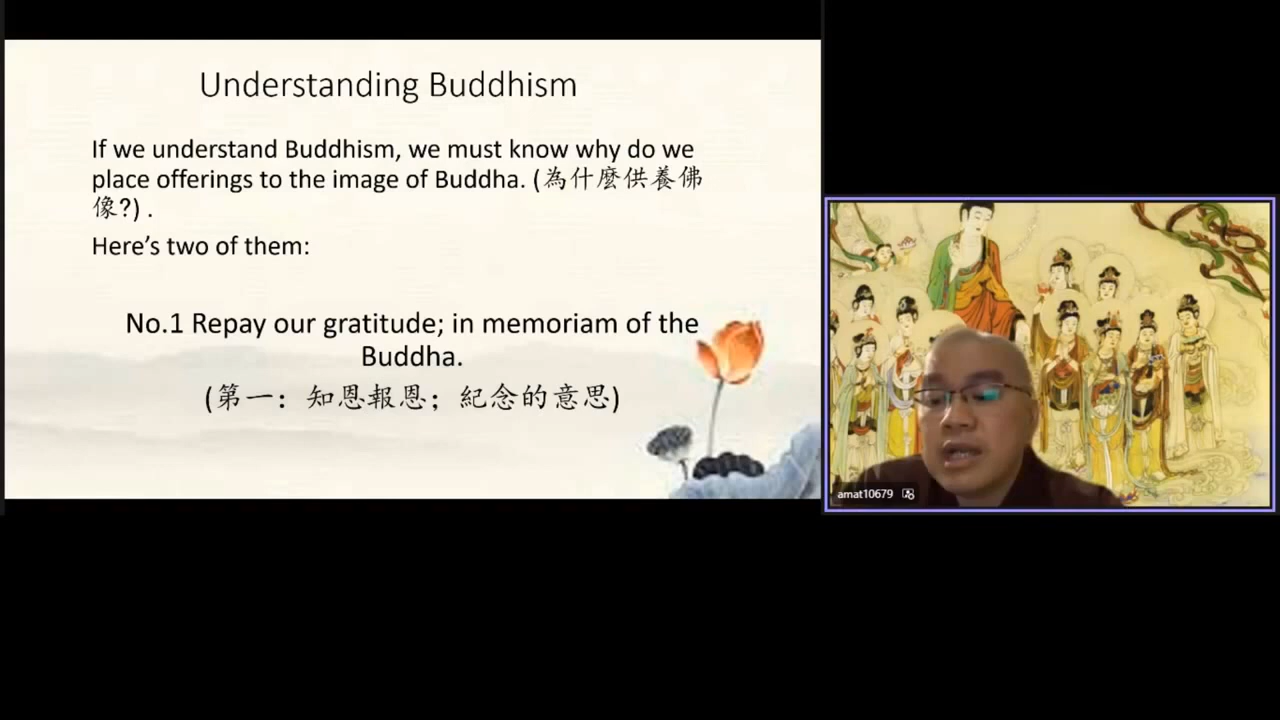 Understanding Buddhism
If we understand Buddhism, we must know why do we
place offerings to the image of Buddha. (為什麼供養佛
像?) .
Here’s two of them:
No.1 Repay our gratitude; in memoriam of the
Buddha.
(第一：知恩報恩；紀念的意思)
amat10679